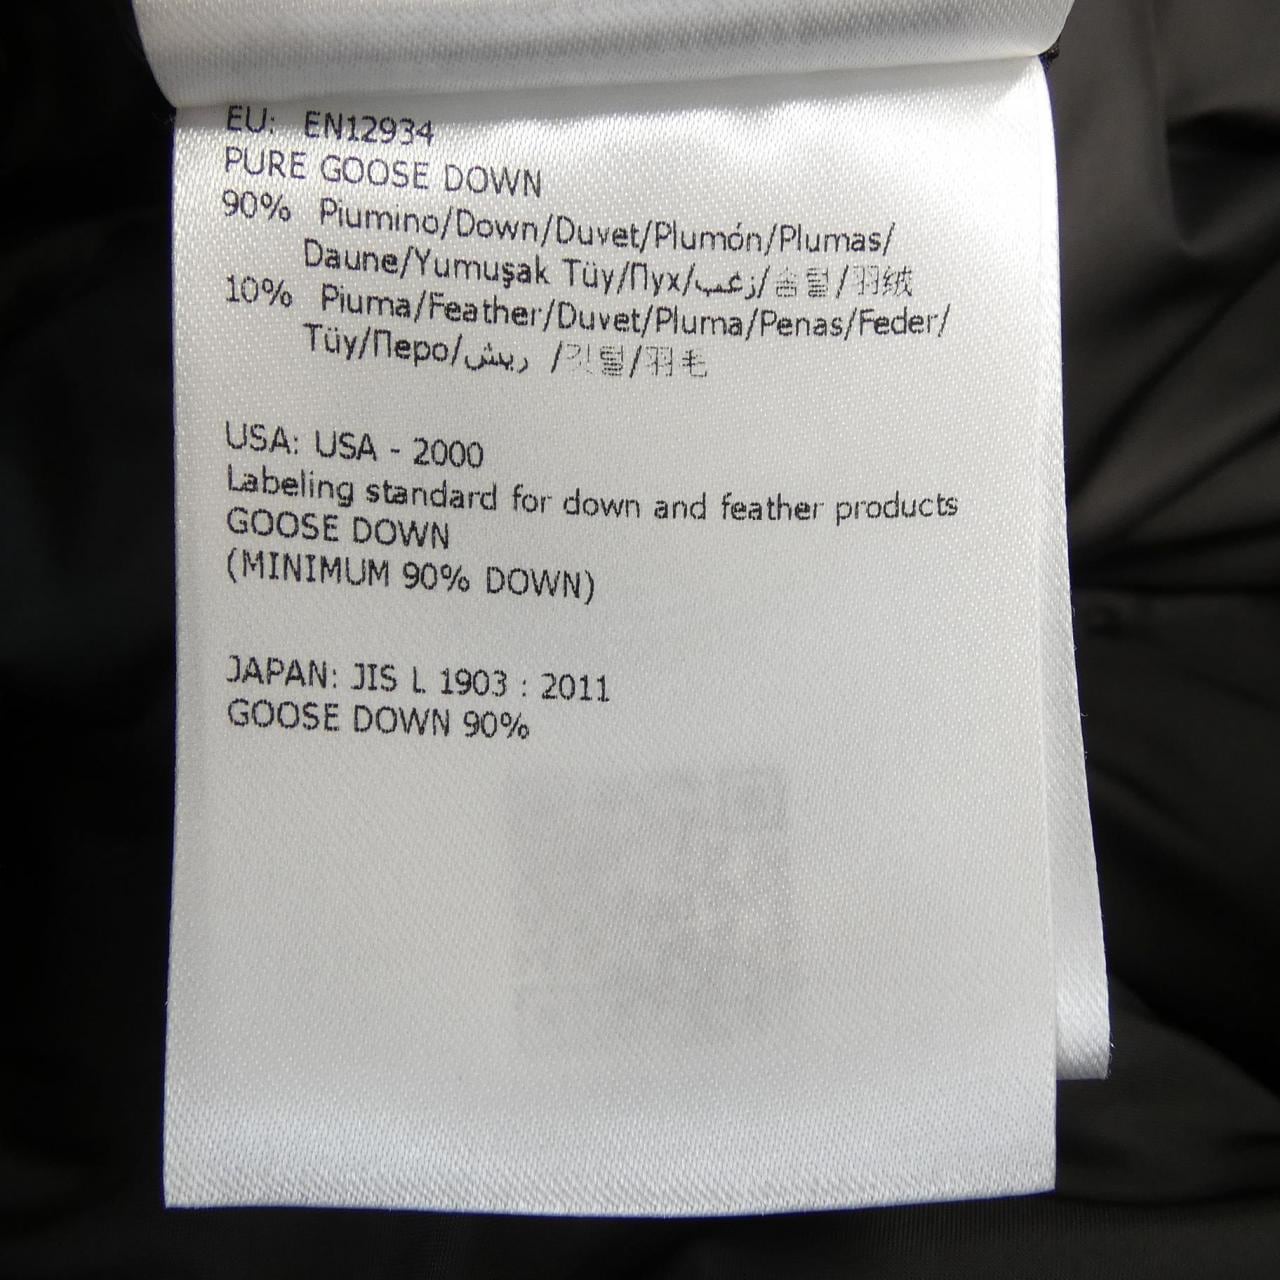 EU: EN12934
PURE GOOSE DOWN
90% Piumino/Down/Duvet/Plumón/Plumas/
Daune/Yumuşak Tüy/Пух/زغب/솜털/羽绒
10% Piuma/Feather/Duvet/Pluma/Penas/Feder/
Tüy/Перо/ريش /깃털/羽毛
USA: USA - 2000
Labeling standard for down and feather products
GOOSE DOWN
(MINIMUM 90% DOWN)
JAPAN: JIS L 1903 : 2011
GOOSE DOWN 90%